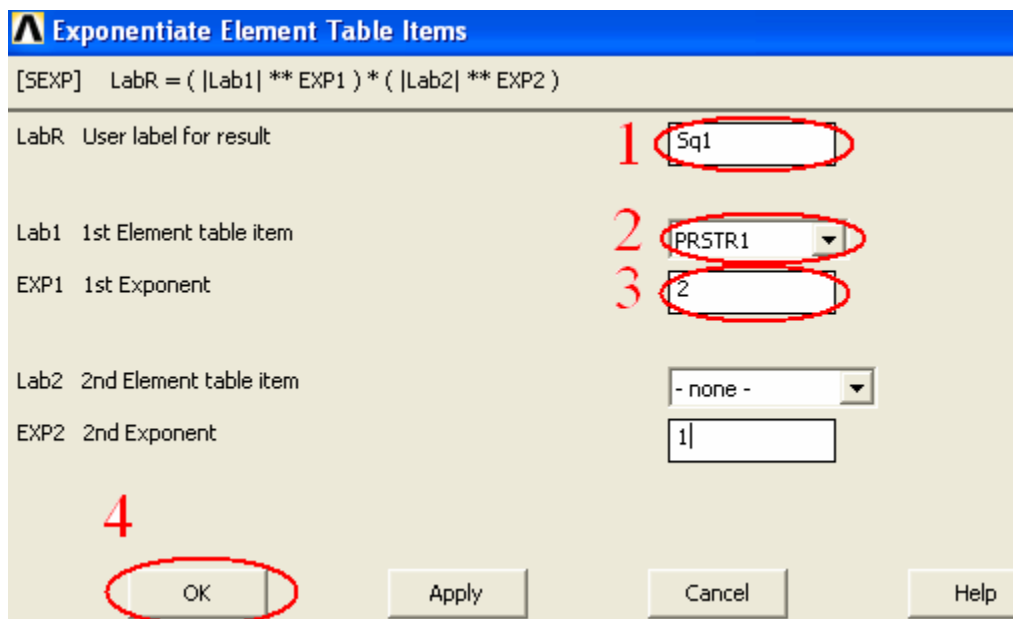 Exponentiate Element Table Items
[SEXP] LabR = ( |Lab1| ** EXP1 ) * ( |Lab2| ** EXP2 )
LabR User label for result 1 Sq1
Lab1 1st Element table item 2 PRSTR1
EXP1 1st Exponent 3 2
Lab2 2nd Element table item - none -
EXP2 2nd Exponent 1
4
OK Apply Cancel Help